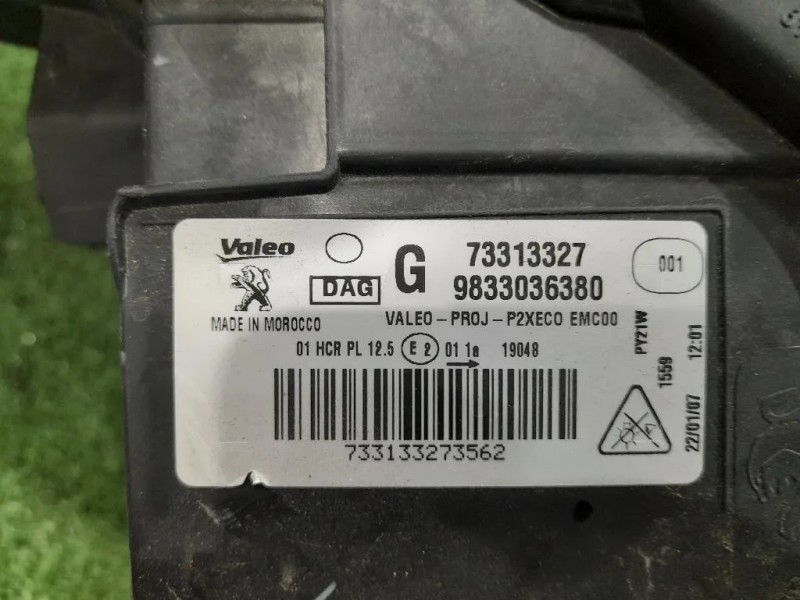 Valeo
DAG
G
73313327
9833036380
001
MADE IN MOROCCO
VALEO-PROJ-P2XECO EMC00
01 HCR PL 12.5 E2 01 1a 19048
733133273562
PY21W
1559
22/01/07 12:01